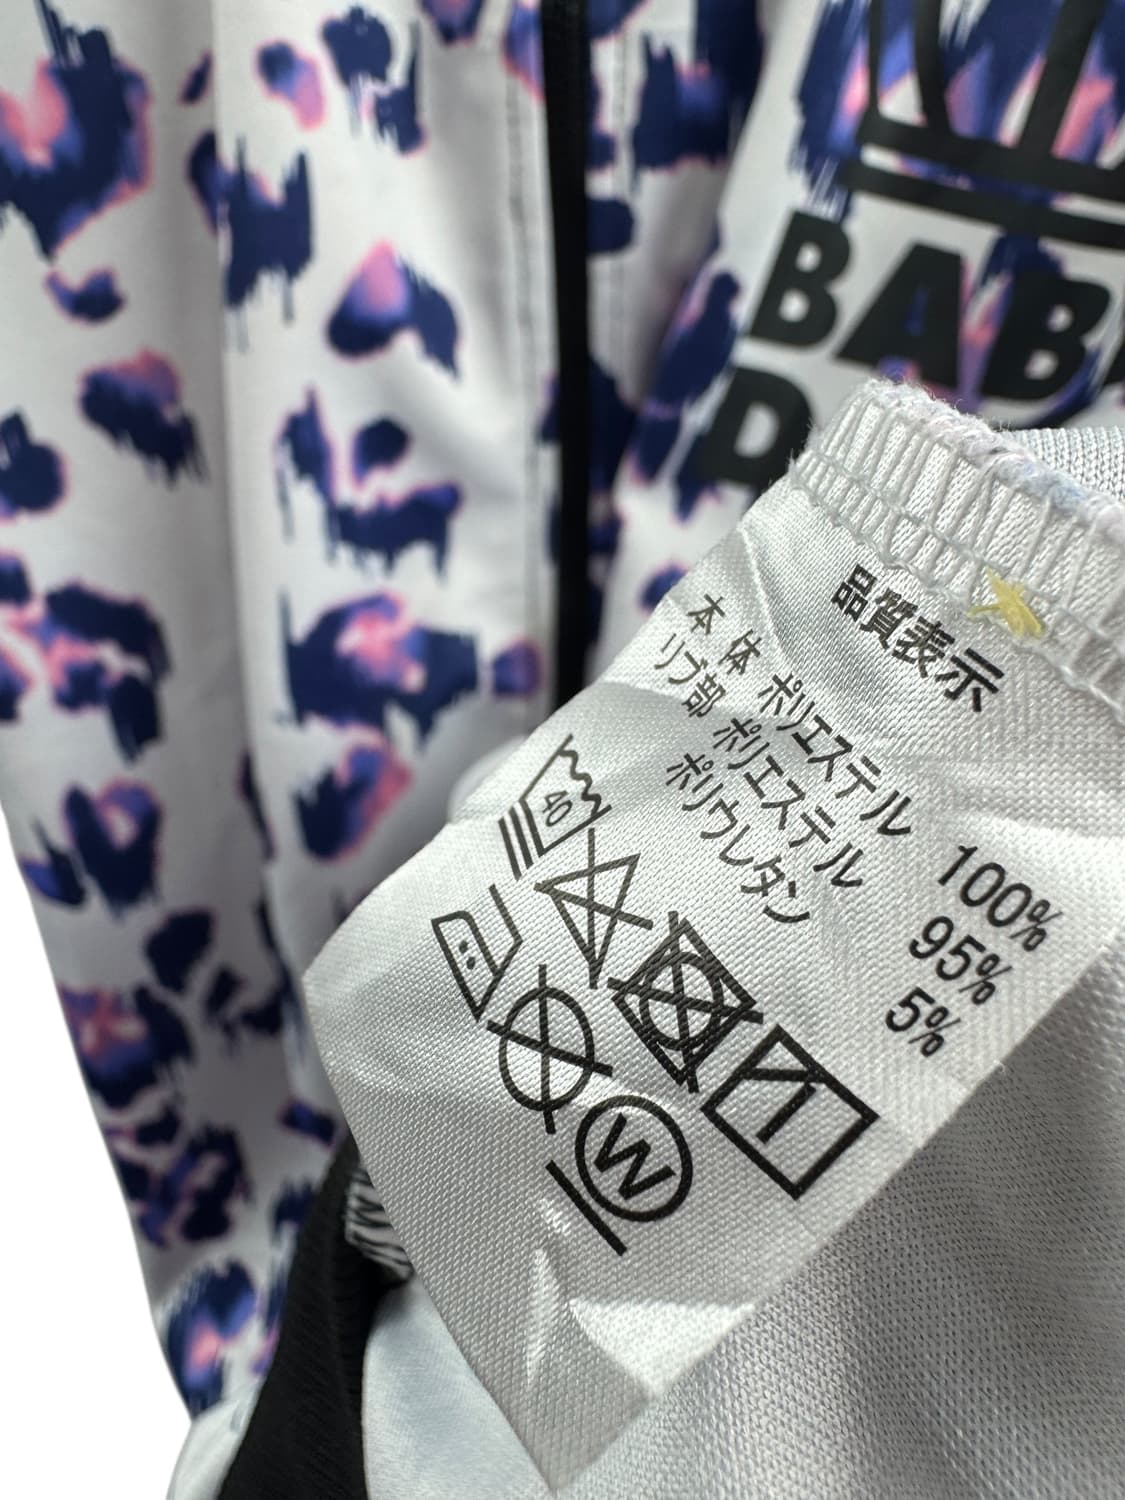 BAB
D
品質表示
本体 ポリエステル 100%
リブ部 ポリエステル 95%
ポリウレタン 5%
40
W